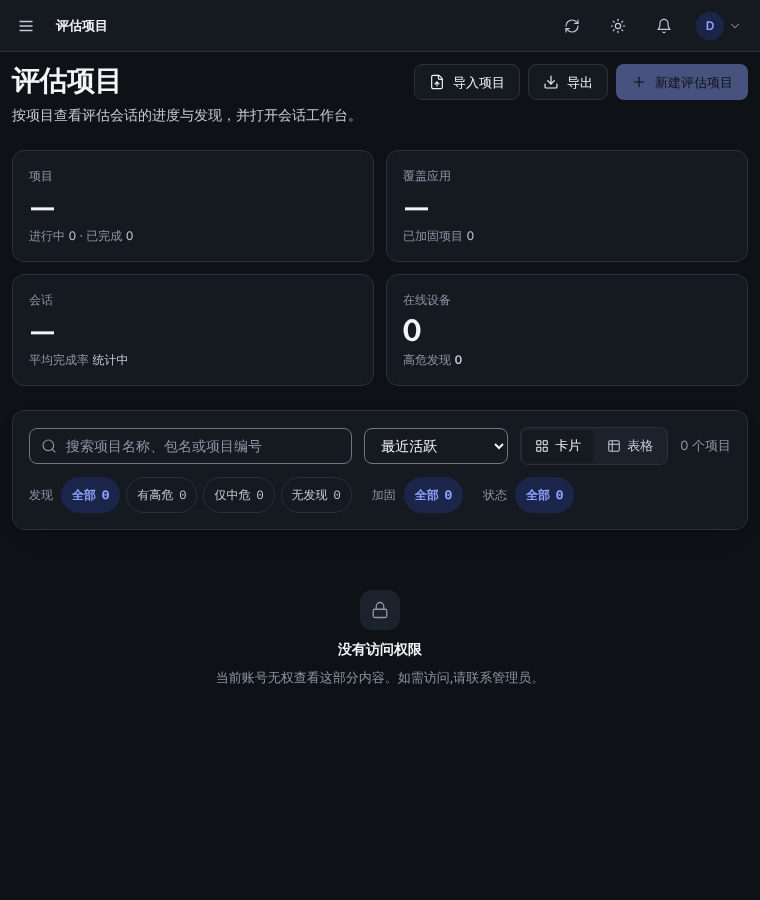 评估项目
D
评估项目
导入项目
导出
新建评估项目
按项目查看评估会话的进度与发现，并打开会话工作台。
项目
—
进行中 0 · 已完成 0
覆盖应用
—
已加固项目 0
会话
—
平均完成率 统计中
在线设备
0
高危发现 0
搜索项目名称、包名或项目编号
最近活跃
卡片
表格
0 个项目
发现 全部 0 有高危 0 仅中危 0 无发现 0 加固 全部 0 状态 全部 0
没有访问权限
当前账号无权查看这部分内容。如需访问,请联系管理员。